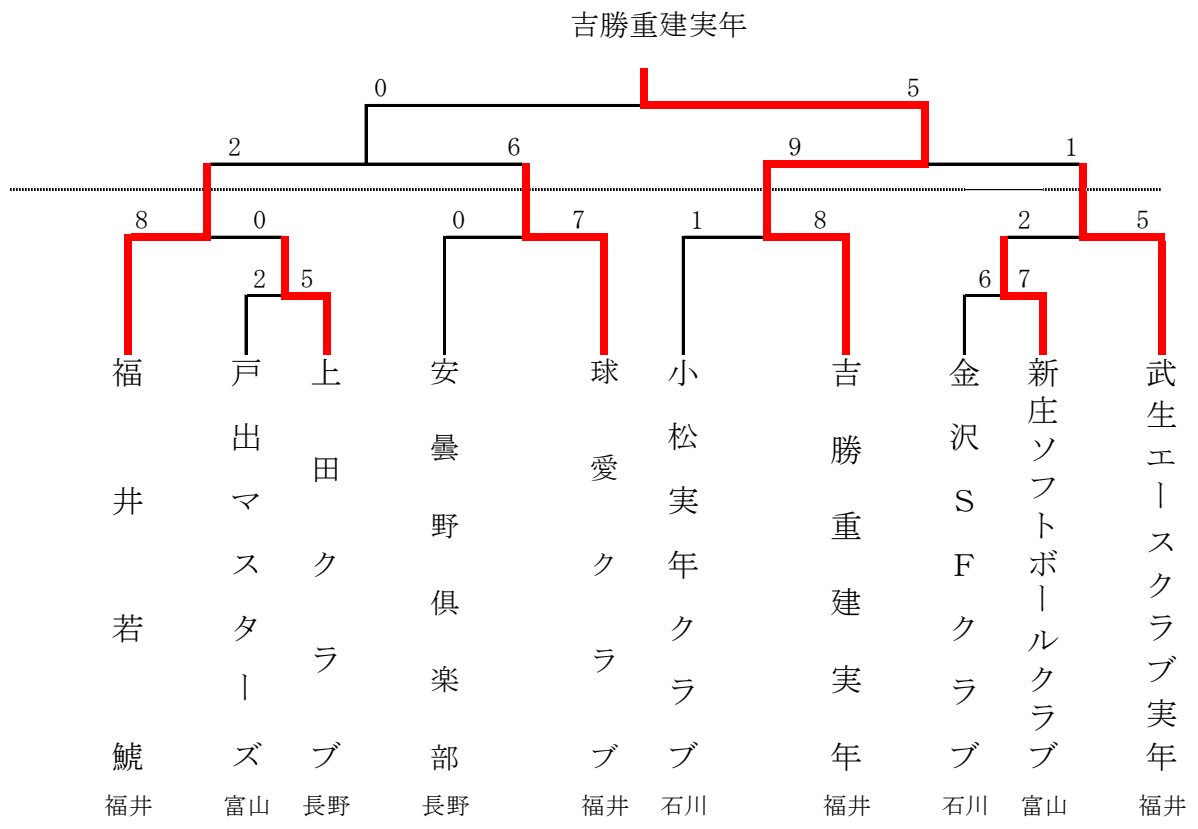 吉勝重建実年
0 5
2 6 9 1
8 0 0 7 1 8 2 5
2 5 6 7
福井若鯱
戸出マスターズ
上田クラブ
安曇野倶楽部
球愛クラブ
小松実年クラブ
吉勝重建実年
金沢SFクラブ
新庄ソフトボールクラブ
武生エースクラブ実年
福井 富山 長野 長野 福井 石川 福井 石川 富山 福井